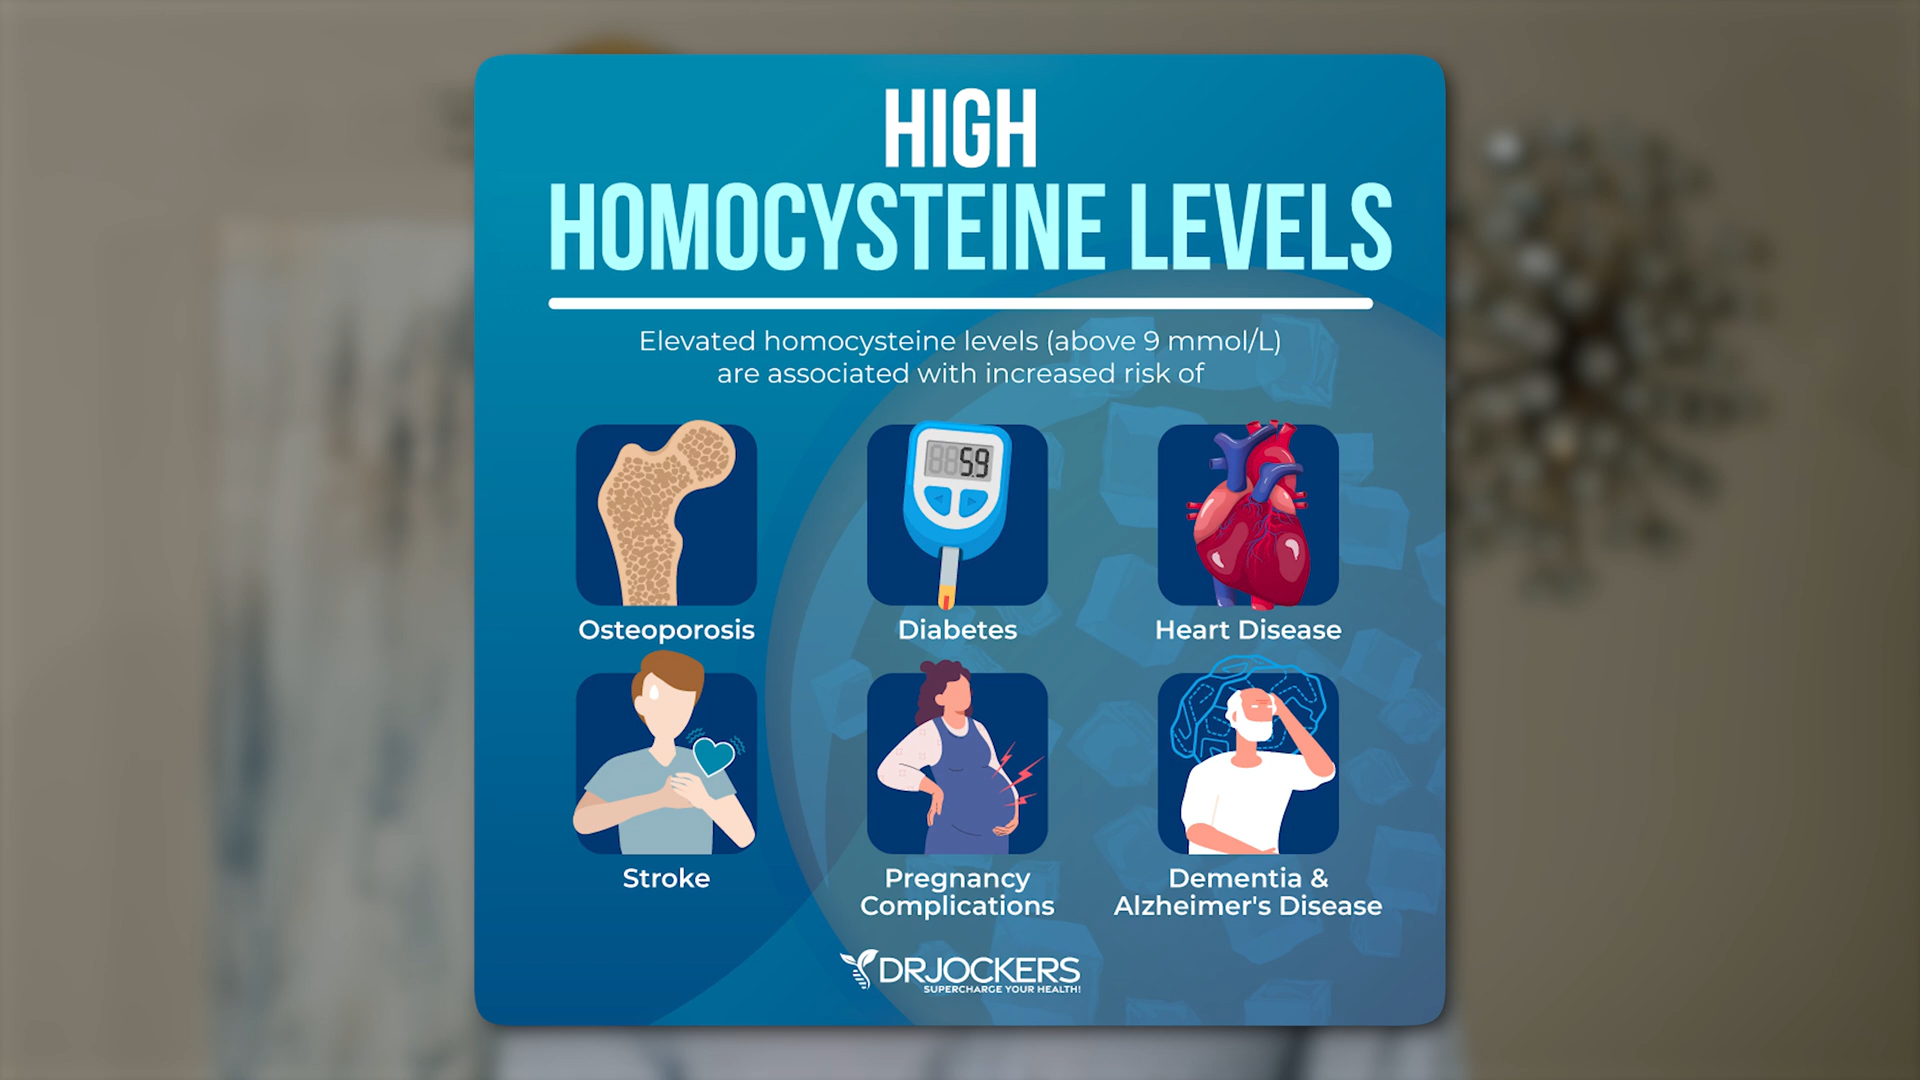 HIGH
HOMOCYSTEINE LEVELS
Elevated homocysteine levels (above 9 mmol/L)
are associated with increased risk of
5.9
Osteoporosis
Diabetes
Heart Disease
Stroke
Pregnancy
Complications
Dementia &
Alzheimer's Disease
DRJOCKERS
SUPERCHARGE YOUR HEALTH!